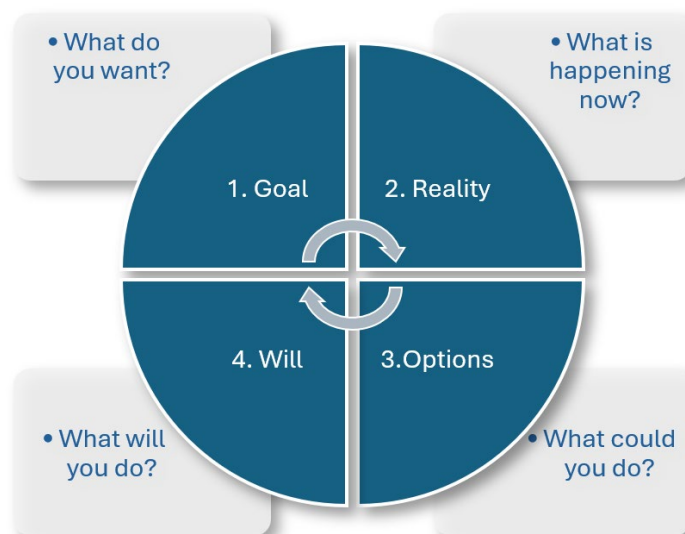 • What do
you want?
• What is
happening
now?
1. Goal
2. Reality
4. Will
3.Options
• What will
you do?
• What could
you do?